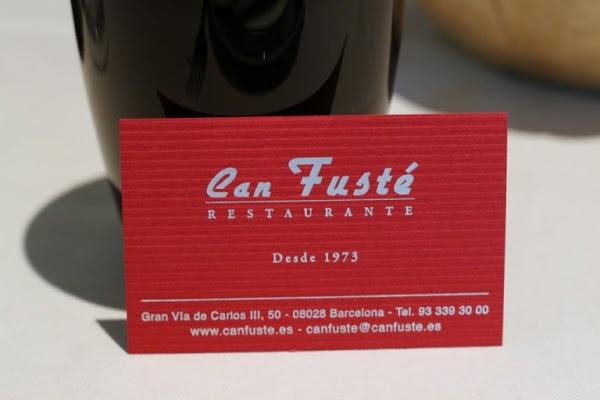 Can Fusté
RESTAURANTE
Desde 1973
Gran Vía de Carlos III, 50 - 08028 Barcelona - Tel. 93 339 30 00
www.canfuste.es - canfuste@canfuste.es